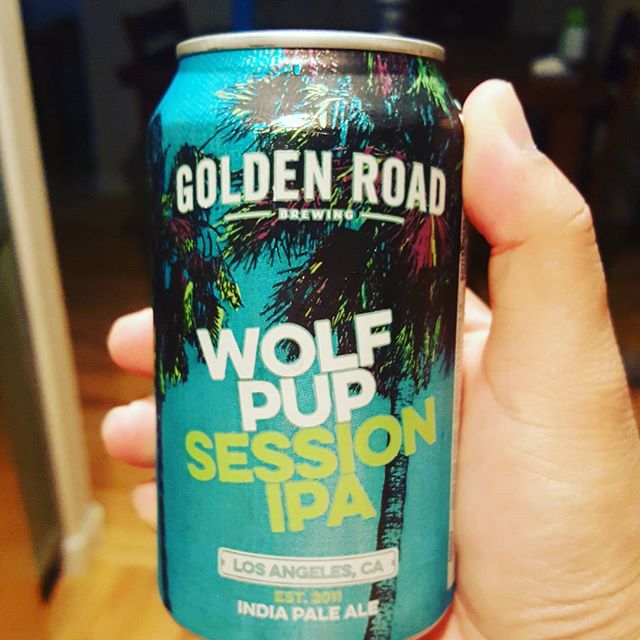 GOLDEN ROAD
BREWING
WOLF
PUP
SESSION
IPA
LOS ANGELES, CA
EST. 2011
INDIA PALE ALE